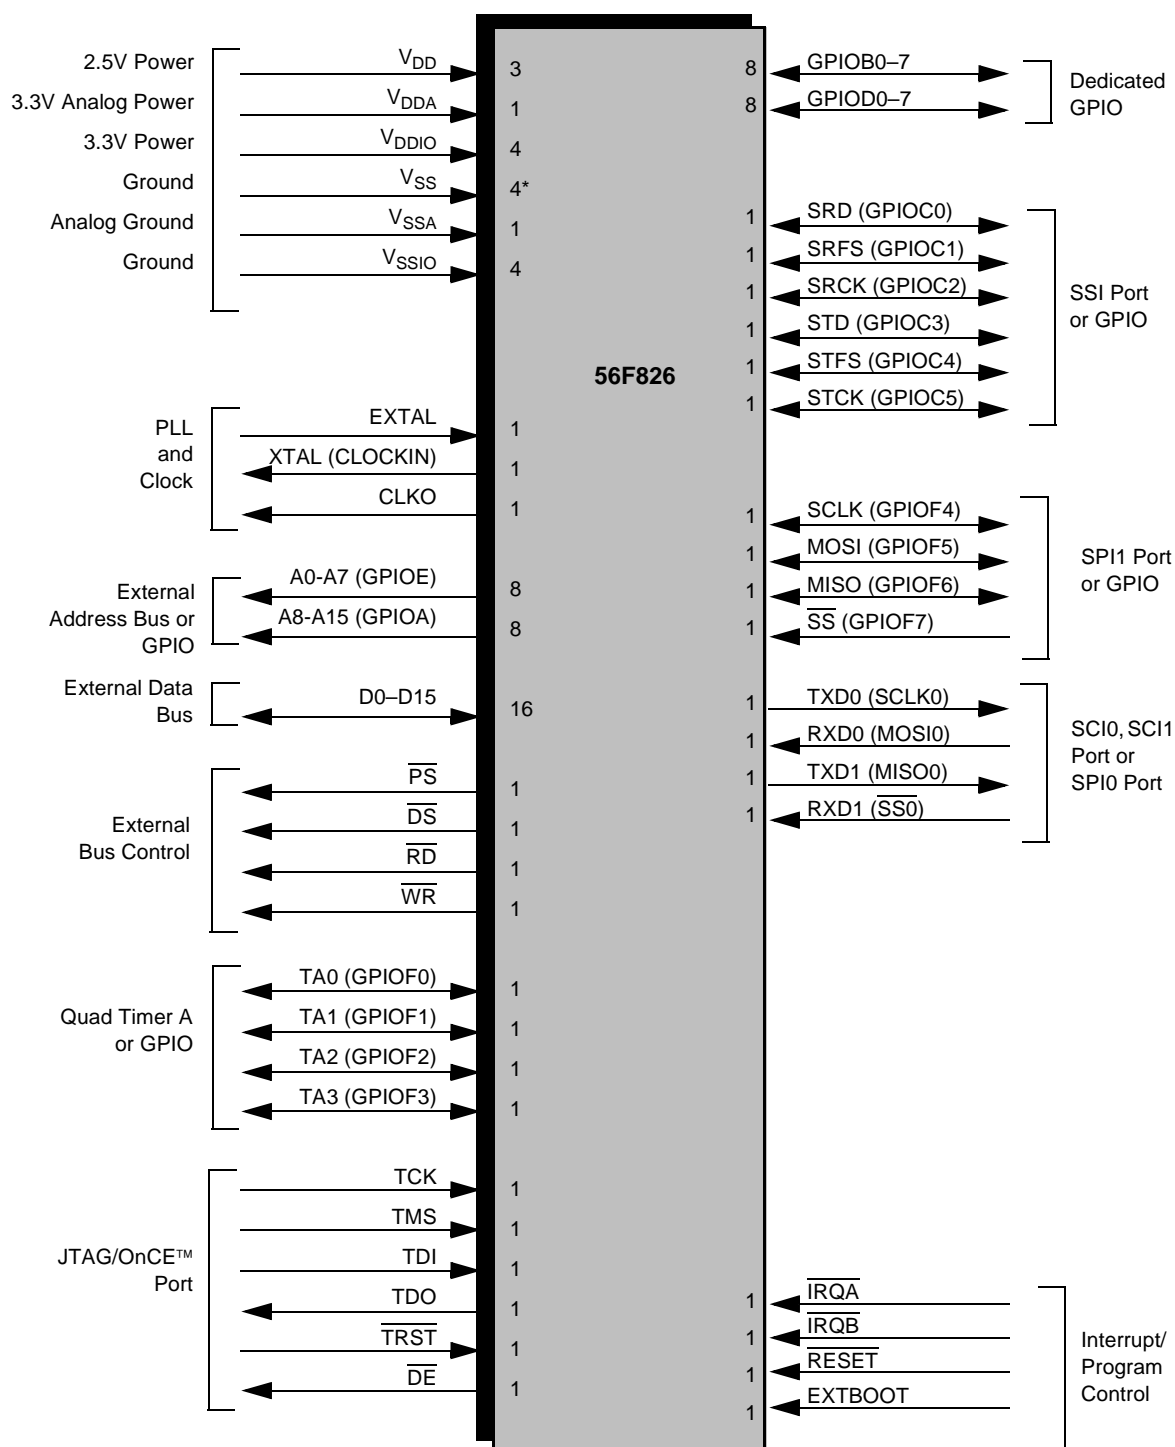 2.5V Power VDD 3
3.3V Analog Power VDDA 1
3.3V Power VDDIO 4
Ground VSS 4*
Analog Ground VSSA 1
Ground VSSIO 4
PLL
and
Clock
EXTAL 1
XTAL (CLOCKIN) 1
CLKO 1
External
Address Bus or
GPIO
A0-A7 (GPIOE) 8
A8-A15 (GPIOA) 8
External Data
Bus
D0–D15 16
External
Bus Control
PS 1
DS 1
RD 1
WR 1
Quad Timer A
or GPIO
TA0 (GPIOF0) 1
TA1 (GPIOF1) 1
TA2 (GPIOF2) 1
TA3 (GPIOF3) 1
JTAG/OnCE™
Port
TCK 1
TMS 1
TDI 1
TDO 1
TRST 1
DE 1
56F826
8 GPIOB0–7
8 GPIOD0–7
Dedicated
GPIO
1 SRD (GPIOC0)
1 SRFS (GPIOC1)
1 SRCK (GPIOC2)
1 STD (GPIOC3)
1 STFS (GPIOC4)
1 STCK (GPIOC5)
SSI Port
or GPIO
1 SCLK (GPIOF4)
1 MOSI (GPIOF5)
1 MISO (GPIOF6)
1 SS (GPIOF7)
SPI1 Port
or GPIO
1 TXD0 (SCLK0)
1 RXD0 (MOSI0)
1 TXD1 (MISO0)
1 RXD1 (SS0)
SCI0, SCI1
Port or
SPI0 Port
1 IRQA
1 IRQB
1 RESET
1 EXTBOOT
Interrupt/
Program
Control